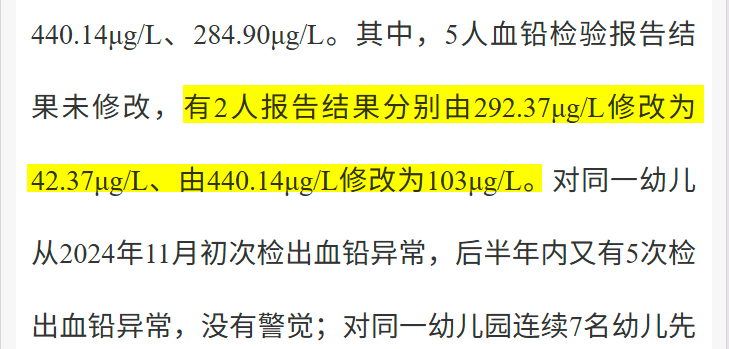 440.14μg/L、284.90μg/L。其中，5人血铅检验报告结
果未修改，有2人报告结果分别由292.37μg/L修改为
42.37μg/L、由440.14μg/L修改为103μg/L。对同一幼儿
从2024年11月初次检出血铅异常，后半年内又有5次检
出血铅异常，没有警觉；对同一幼儿园连续7名幼儿先